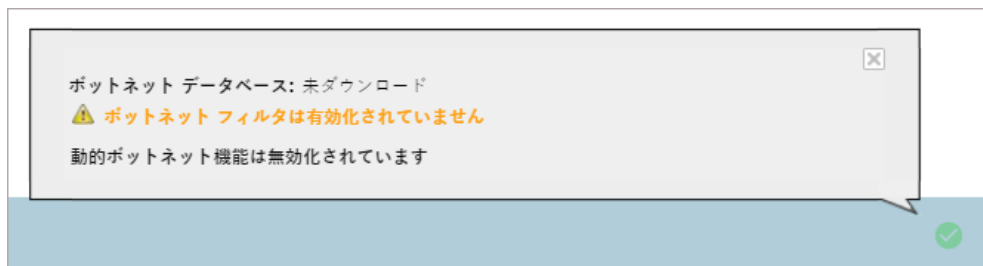 ボットネット データベース: 未ダウンロード
ボットネット フィルタは有効化されていません
動的ボットネット機能は無効化されています